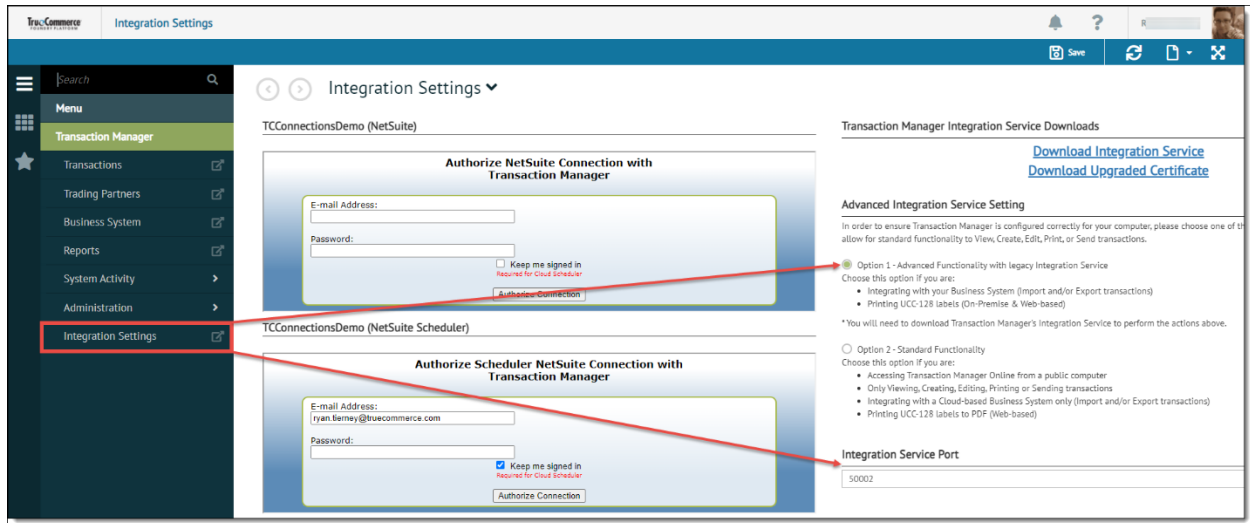 TrueCommerce
FOUNDRY PLATFORM
Integration Settings
?
R
Save
Search
Menu
Transaction Manager
Transactions
Trading Partners
Business System
Reports
System Activity
Administration
Integration Settings
Integration Settings
TCConnectionsDemo (NetSuite)
Authorize NetSuite Connection with
Transaction Manager
E-mail Address:
Password:
Keep me signed in
Required for Cloud Scheduler
Authorize Connection
TCConnectionsDemo (NetSuite Scheduler)
Authorize Scheduler NetSuite Connection with
Transaction Manager
E-mail Address:
ryan.tierney@truecommerce.com
Password:
Keep me signed in
Required for Cloud Scheduler
Authorize Connection
Transaction Manager Integration Service Downloads
Download Integration Service
Download Upgraded Certificate
Advanced Integration Service Setting
In order to ensure Transaction Manager is configured correctly for your computer, please choose one of th
allow for standard functionality to View, Create, Edit, Print, or Send transactions.
Option 1 - Advanced Functionality with legacy Integration Service
Choose this option if you are:
• Integrating with your Business System (Import and/or Export transactions)
• Printing UCC-128 labels (On-Premise & Web-based)
*You will need to download Transaction Manager's Integration Service to perform the actions above.
Option 2 - Standard Functionality
Choose this option if you are:
• Accessing Transaction Manager Online from a public computer
• Only Viewing, Creating, Editing, Printing or Sending transactions
• Integrating with a Cloud-based Business System only (Import and/or Export transactions)
• Printing UCC-128 labels to PDF (Web-based)
Integration Service Port
50002